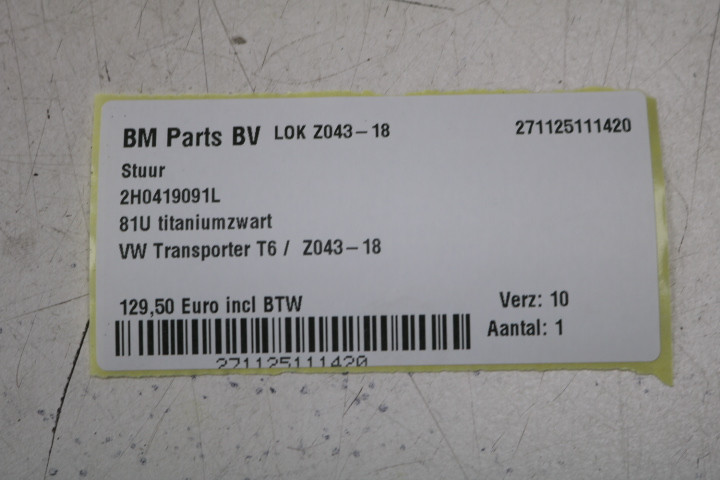 BM Parts BV LOK Z043-18 271125111420
Stuur
2H0419091L
81U titaniumzwart
VW Transporter T6 / Z043-18
129,50 Euro incl BTW Verz: 10
Aantal: 1
271125111420